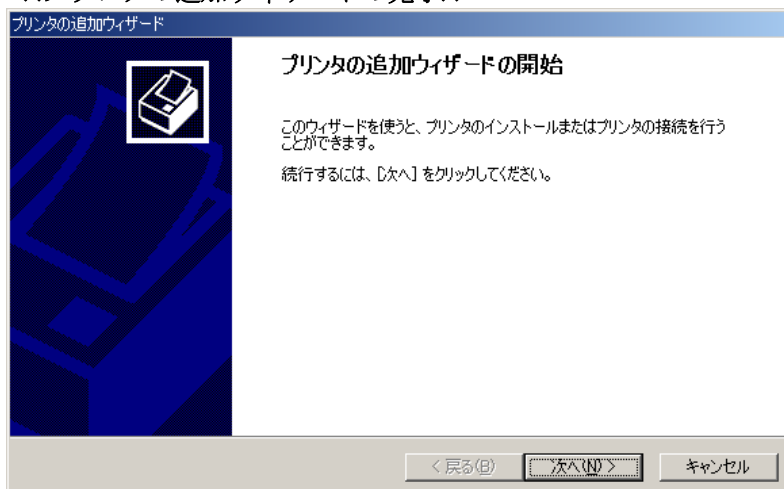 プリンタの追加ウィザード
プリンタの追加ウィザードの開始
このウィザードを使うと、プリンタのインストールまたはプリンタの接続を行う
ことができます。
続行するには、[次へ] をクリックしてください。
< 戻る(B)
次へ(N) >
キャンセル